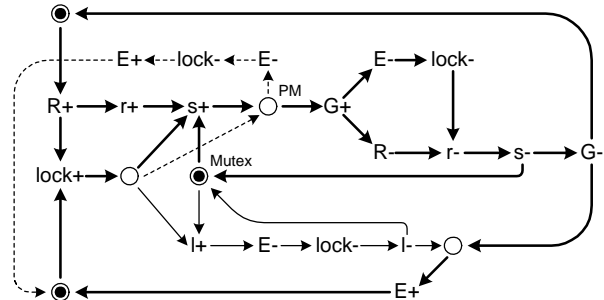 E+ lock- E- E- lock-
PM
R+ r+ s+ G+
R- r- s- G-
Mutex
lock+
l+ E- lock- l-
E+